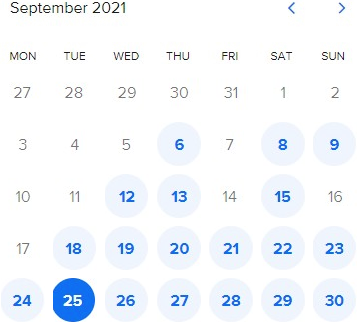 September 2021
MON TUE WED THU FRI SAT SUN
27 28 29 30 31 1 2
3 4 5 6 7 8 9
10 11 12 13 14 15 16
17 18 19 20 21 22 23
24 25 26 27 28 29 30